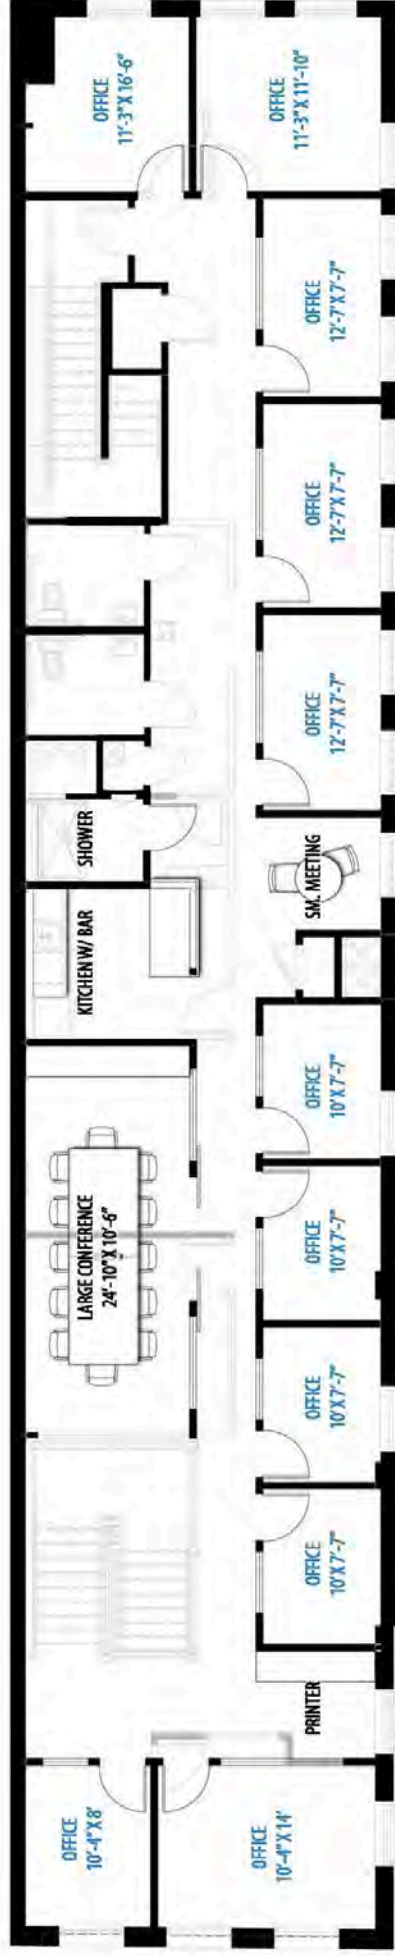 OFFICE
11'-3"X 16'-6"
OFFICE
11'-3"X 11'-10"
OFFICE
12'-7'X 7'-7"
OFFICE
12'-7'X 7'-7"
OFFICE
12'-7'X 7'-7"
SHOWER
KITCHEN W/ BAR
SM. MEETING
OFFICE
10'X 7'-7"
OFFICE
10'X 7'-7"
LARGE CONFERENCE
24'-10"X 10'-6"
OFFICE
10'X 7'-7"
OFFICE
10'X 7'-7"
PRINTER
OFFICE
10'-4"X 8'
OFFICE
10'-4"X 14'